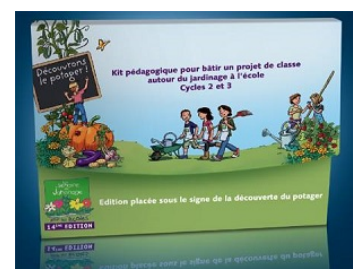 Découvrons
le potager !
Kit pédagogique pour bâtir un projet de classe
autour du jardinage à l'école
Cycles 2 et 3
Jardinage
14ème EDITION
Edition placée sous le signe de la découverte du potager